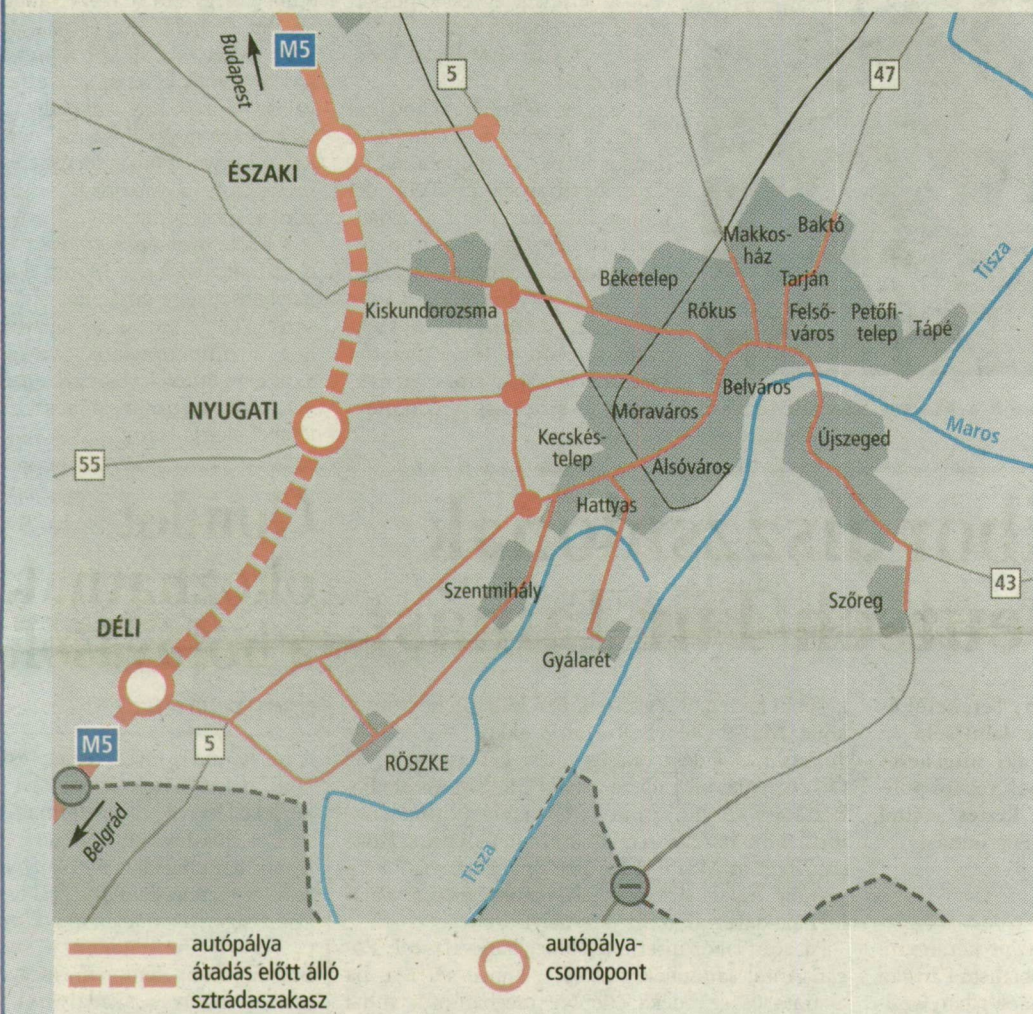 Budapest
M5
5
47
ÉSZAKI
Makkos-
ház
Baktó
Tisza
Béketelep
Tarján
Kiskundorozsma
Rókus
Felső-
város
Petőfi-
telep
Tápé
NYUGATI
Belváros
Móraváros
Maros
Kecskés-
telep
Újszeged
55
Alsóváros
Hattyas
Szentmihály
43
Szőreg
DÉLI
Gyálarét
M5
5
RÖSZKE
Belgrád
Tisza
autópálya
átadás előtt álló
sztrádaszakasz
autópálya-
csomópont